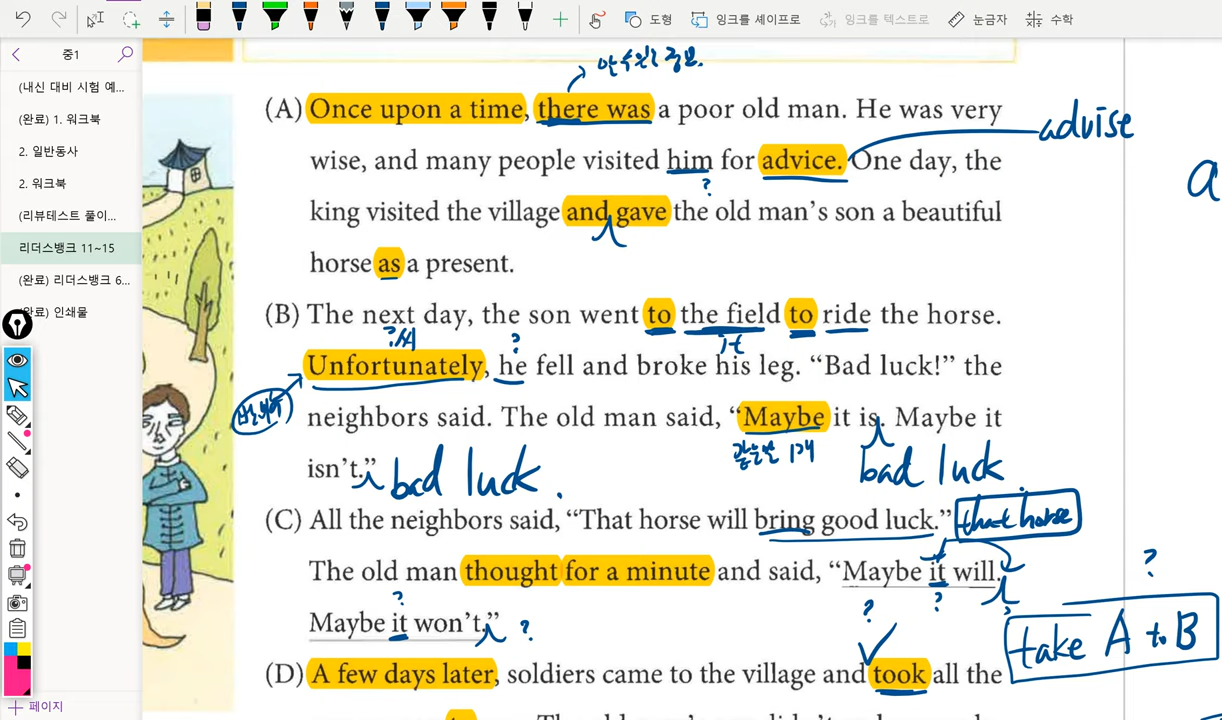 도형
잉크를 셰이프로
잉크를 텍스트로
눈금자
수학
중1
(내신 대비 시험 예...
(완료) 1. 워크북
2. 일반동사
2. 워크북
(리뷰테스트 풀이...
리더스뱅크 11~15
(완료) 리더스뱅크 6...
완료) 인쇄물
페이지
(A) Once upon a time, there was a poor old man. He was very
advise
wise, and many people visited him for advice. One day, the
a
?
king visited the village and gave the old man's son a beautiful
horse as a present.
(B) The next day, the son went to the field to ride the horse.
?
it
Unfortunately, he fell and broke his leg. “Bad luck!” the
neighbors said. The old man said, “Maybe it is. Maybe it
isn't.” bad luck.
bad luck
(C) All the neighbors said, “That horse will bring good luck.” that horse
The old man thought for a minute and said, “Maybe it will.
?
?
?
?
Maybe it won't.” ?
take A to B
(D) A few days later, soldiers came to the village and took all the